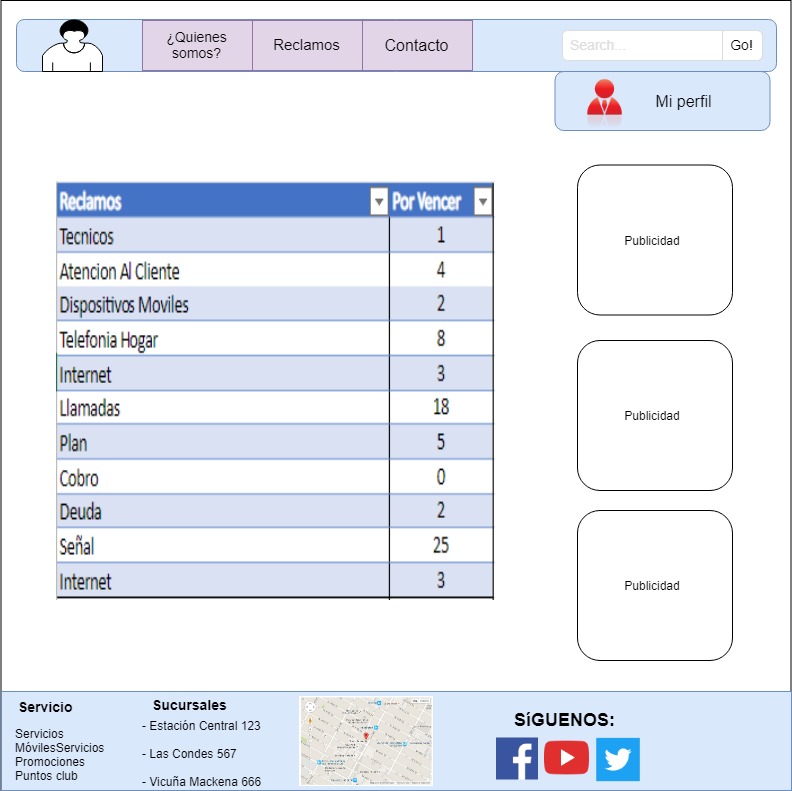 ¿Quienes
somos?
Reclamos
Contacto
Search...
Go!
Mi perfil
Reclamos Por Vencer
Tecnicos 1
Atencion Al Cliente 4
Dispositivos Moviles 2
Telefonia Hogar 8
Internet 3
Llamadas 18
Plan 5
Cobro 0
Deuda 2
Señal 25
Internet 3
Publicidad
Publicidad
Publicidad
Servicio
Servicios
MóvilesServicios
Promociones
Puntos club
Sucursales
- Estación Central 123
- Las Condes 567
- Vicuña Mackena 666
SíGUENOS: